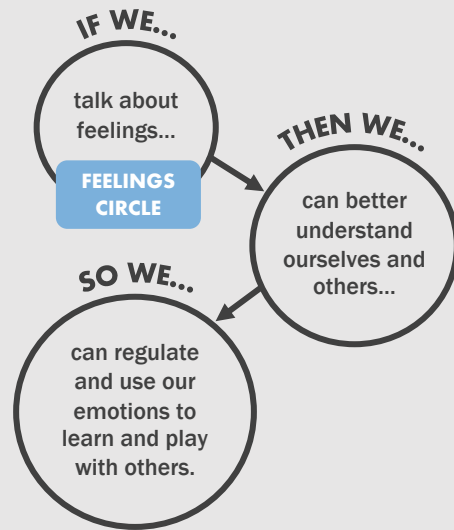 IF WE...
talk about
feelings...
FEELINGS
CIRCLE
THEN WE...
can better
understand
ourselves and
others...
SO WE...
can regulate
and use our
emotions to
learn and play
with others.